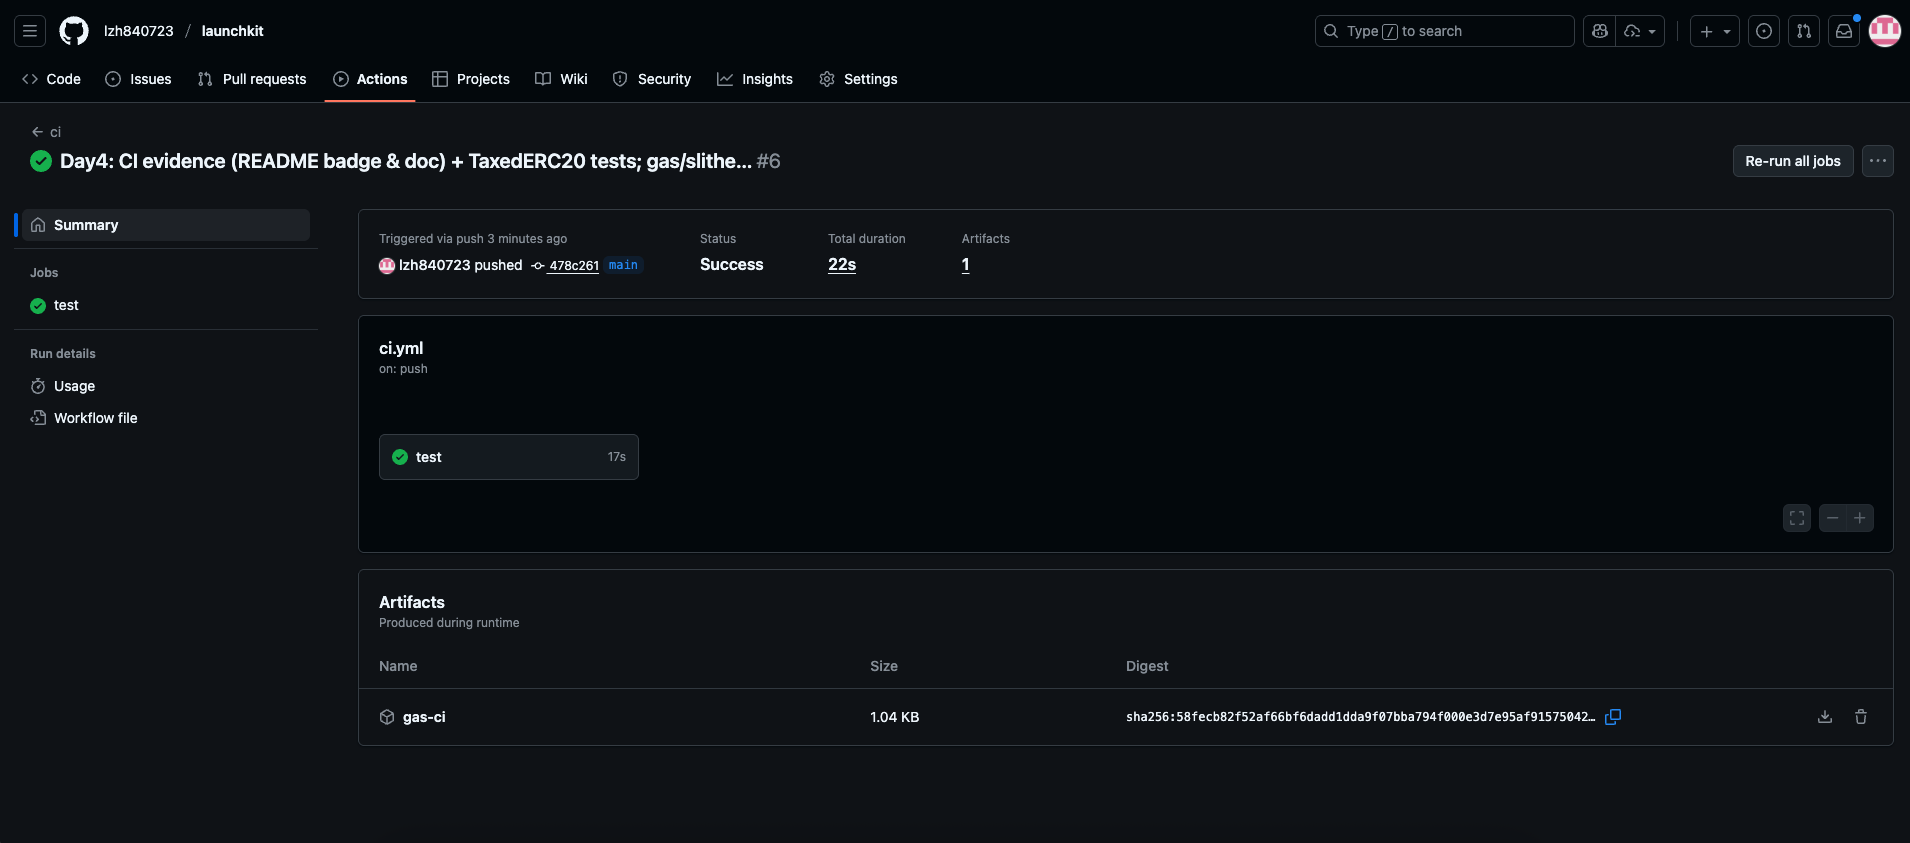 lzh840723 / launchkit
Type / to search
Code Issues Pull requests Actions Projects Wiki Security Insights Settings
ci
Day4: CI evidence (README badge & doc) + TaxedERC20 tests; gas/slithe... #6
Re-run all jobs
Summary
Jobs
test
Run details
Usage
Workflow file
Triggered via push 3 minutes ago
lzh840723 pushed 478c261 main
Status
Success
Total duration
22s
Artifacts
1
ci.yml
on: push
test 17s
Artifacts
Produced during runtime
Name Size Digest
gas-ci 1.04 KB sha256:58fecb82f52af66bf6dadd1dda9f07bba794f000e3d7e95af91575042…